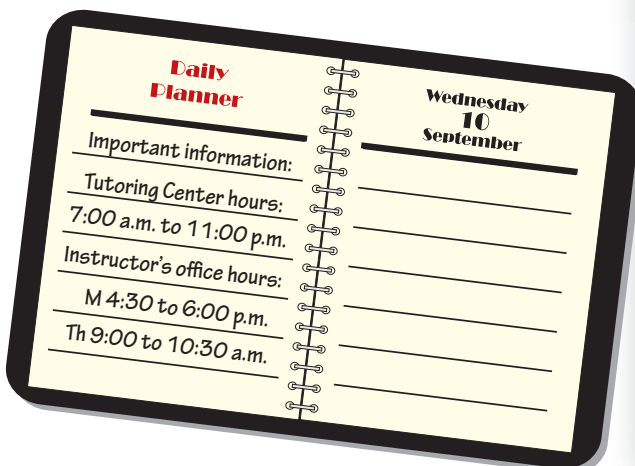 Daily
Planner
Important information:
Tutoring Center hours:
7:00 a.m. to 11:00 p.m.
Instructor's office hours:
M 4:30 to 6:00 p.m.
Th 9:00 to 10:30 a.m.
Wednesday
10
September